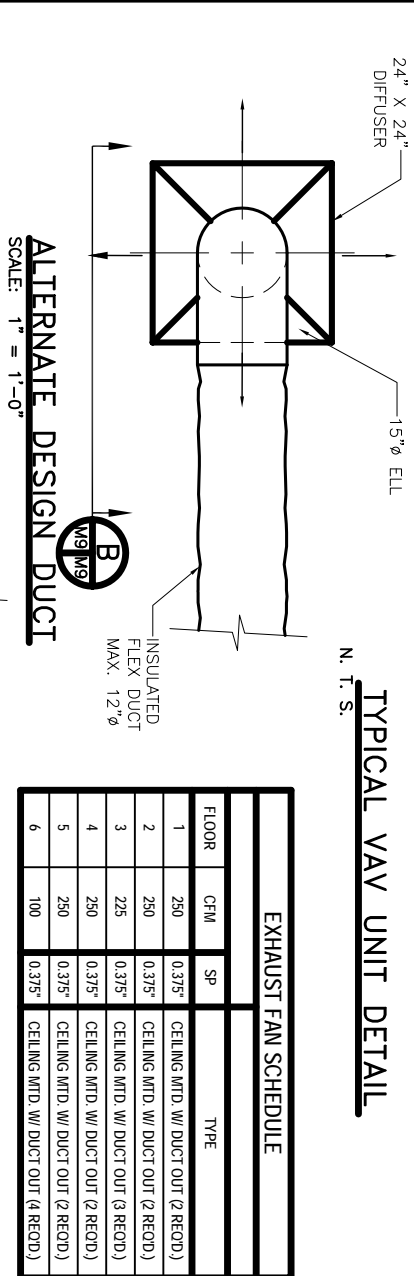 TYPICAL VAV UNIT DETAIL
N. T. S.
24" X 24"
DIFFUSER
15"ø ELL
INSULATED
FLEX DUCT
MAX. 12"ø
B
M9 M9
ALTERNATE DESIGN DUCT
SCALE: 1" = 1'-0"
EXHAUST FAN SCHEDULE
FLOOR CFM SP TYPE
1 250 0.375" CEILING MTD. W/ DUCT OUT (2 REQ'D.)
2 250 0.375" CEILING MTD. W/ DUCT OUT (2 REQ'D.)
3 225 0.375" CEILING MTD. W/ DUCT OUT (3 REQ'D.)
4 250 0.375" CEILING MTD. W/ DUCT OUT (2 REQ'D.)
5 250 0.375" CEILING MTD. W/ DUCT OUT (2 REQ'D.)
6 100 0.375" CEILING MTD. W/ DUCT OUT (4 REQ'D.)